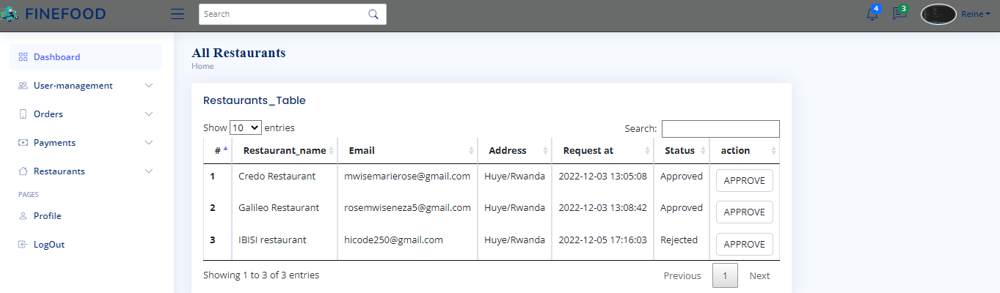 FINEFOOD
Search
4
3
Reine
Dashboard
User-management
Orders
Payments
Restaurants
PAGES
Profile
LogOut
All Restaurants
Home
Restaurants_Table
Show 10 entries
Search:
# Restaurant_name Email Address Request at Status action
1 Credo Restaurant mwisemarierose@gmail.com Huye/Rwanda 2022-12-03 13:05:08 Approved APPROVE
2 Galileo Restaurant rosemwiseneza5@gmail.com Huye/Rwanda 2022-12-03 13:08:42 Approved APPROVE
3 IBISI restaurant hicode250@gmail.com Huye/Rwanda 2022-12-05 17:16:03 Rejected APPROVE
Showing 1 to 3 of 3 entries
Previous 1 Next